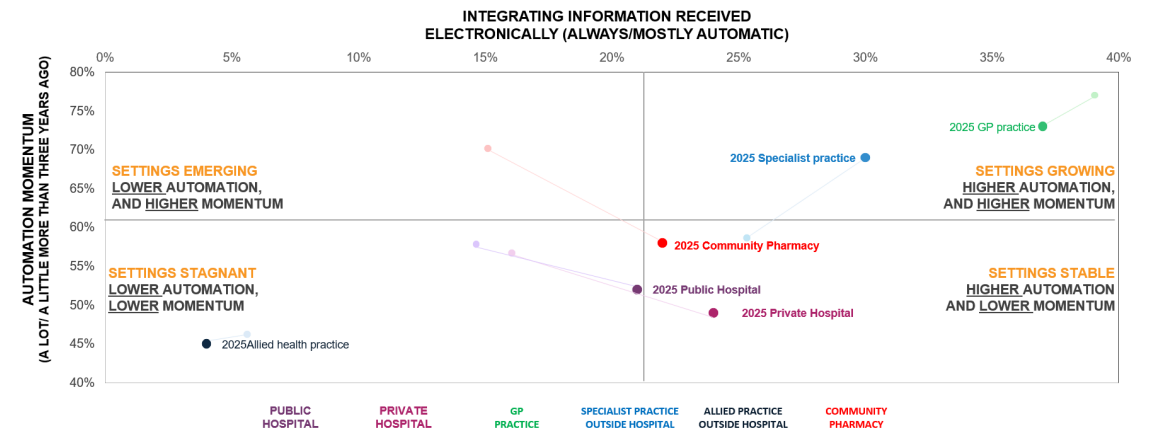 INTEGRATING INFORMATION RECEIVED
ELECTRONICALLY (ALWAYS/MOSTLY AUTOMATIC)
0% 5% 10% 15% 20% 25% 30% 35% 40%
AUTOMATION MOMENTUM
(A LOT/ A LITTLE MORE THAN THREE YEARS AGO)
80%
75%
70%
65%
60%
55%
50%
45%
40%
2025 GP practice
2025 Specialist practice
SETTINGS EMERGING
LOWER AUTOMATION,
AND HIGHER MOMENTUM
SETTINGS GROWING
HIGHER AUTOMATION,
AND HIGHER MOMENTUM
2025 Community Pharmacy
SETTINGS STAGNANT
LOWER AUTOMATION,
LOWER MOMENTUM
2025 Public Hospital
2025 Private Hospital
SETTINGS STABLE
HIGHER AUTOMATION
AND LOWER MOMENTUM
2025Allied health practice
PUBLIC
HOSPITAL
PRIVATE
HOSPITAL
GP
PRACTICE
SPECIALIST PRACTICE
OUTSIDE HOSPITAL
ALLIED PRACTICE
OUTSIDE HOSPITAL
COMMUNITY
PHARMACY